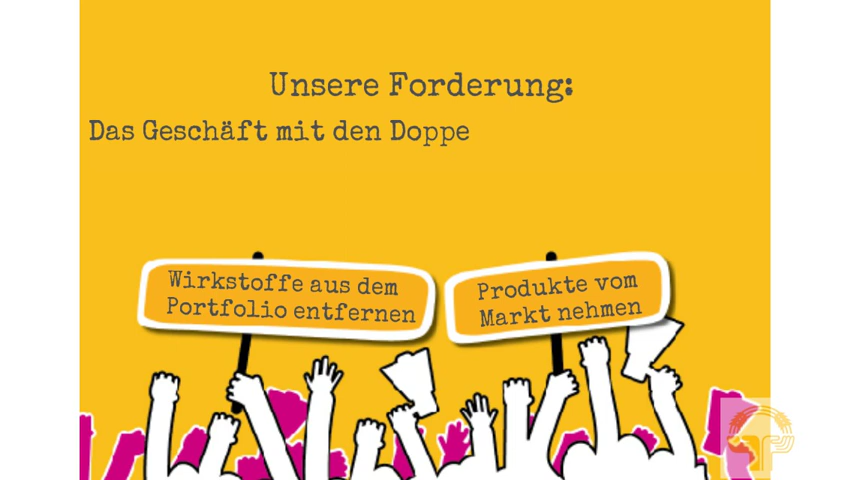 Unsere Forderung:
Das Geschäft mit den Doppe
Wirkstoffe aus dem
Portfolio entfernen
Produkte vom
Markt nehmen